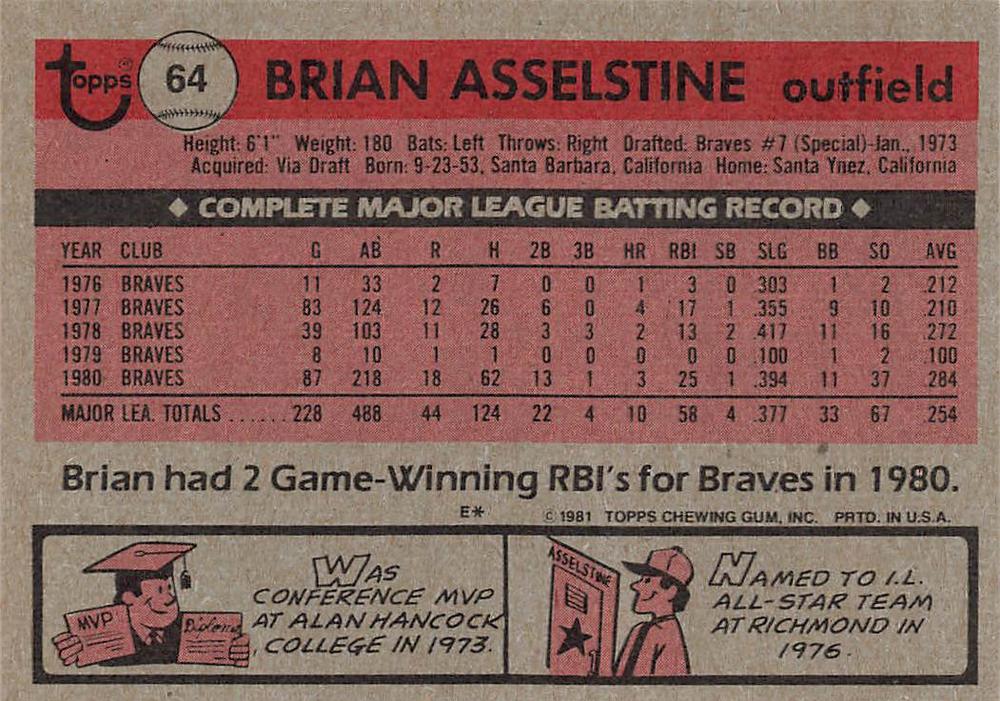 topps 64 BRIAN ASSELSTINE outfield
Height: 6'1" Weight: 180 Bats: Left Throws: Right Drafted: Braves #7 (Special)-Jan., 1973
Acquired: Via Draft Born: 9-23-53, Santa Barbara, California Home: Santa Ynez, California
◆ COMPLETE MAJOR LEAGUE BATTING RECORD ◆
YEAR CLUB G AB R H 2B 3B HR RBI SB SLG BB SO AVG
1976 BRAVES 11 33 2 7 0 0 1 3 0 .303 1 2 .212
1977 BRAVES 83 124 12 26 6 0 4 17 1 .355 9 10 .210
1978 BRAVES 39 103 11 28 3 3 2 13 2 .417 11 16 .272
1979 BRAVES 8 10 1 1 0 0 0 0 0 .100 1 2 .100
1980 BRAVES 87 218 18 62 13 1 3 25 1 .394 11 37 .284
MAJOR LEA. TOTALS ...... 228 488 44 124 22 4 10 58 4 .377 33 67 .254
Brian had 2 Game-Winning RBI's for Braves in 1980.
E* © 1981 TOPPS CHEWING GUM, INC. PRTD. IN U.S.A.
MVP
Diploma
WAS
CONFERENCE MVP
AT ALAN HANCOCK
COLLEGE IN 1973.
ASSELSTINE
NAMED TO I.L.
ALL-STAR TEAM
AT RICHMOND IN
1976.